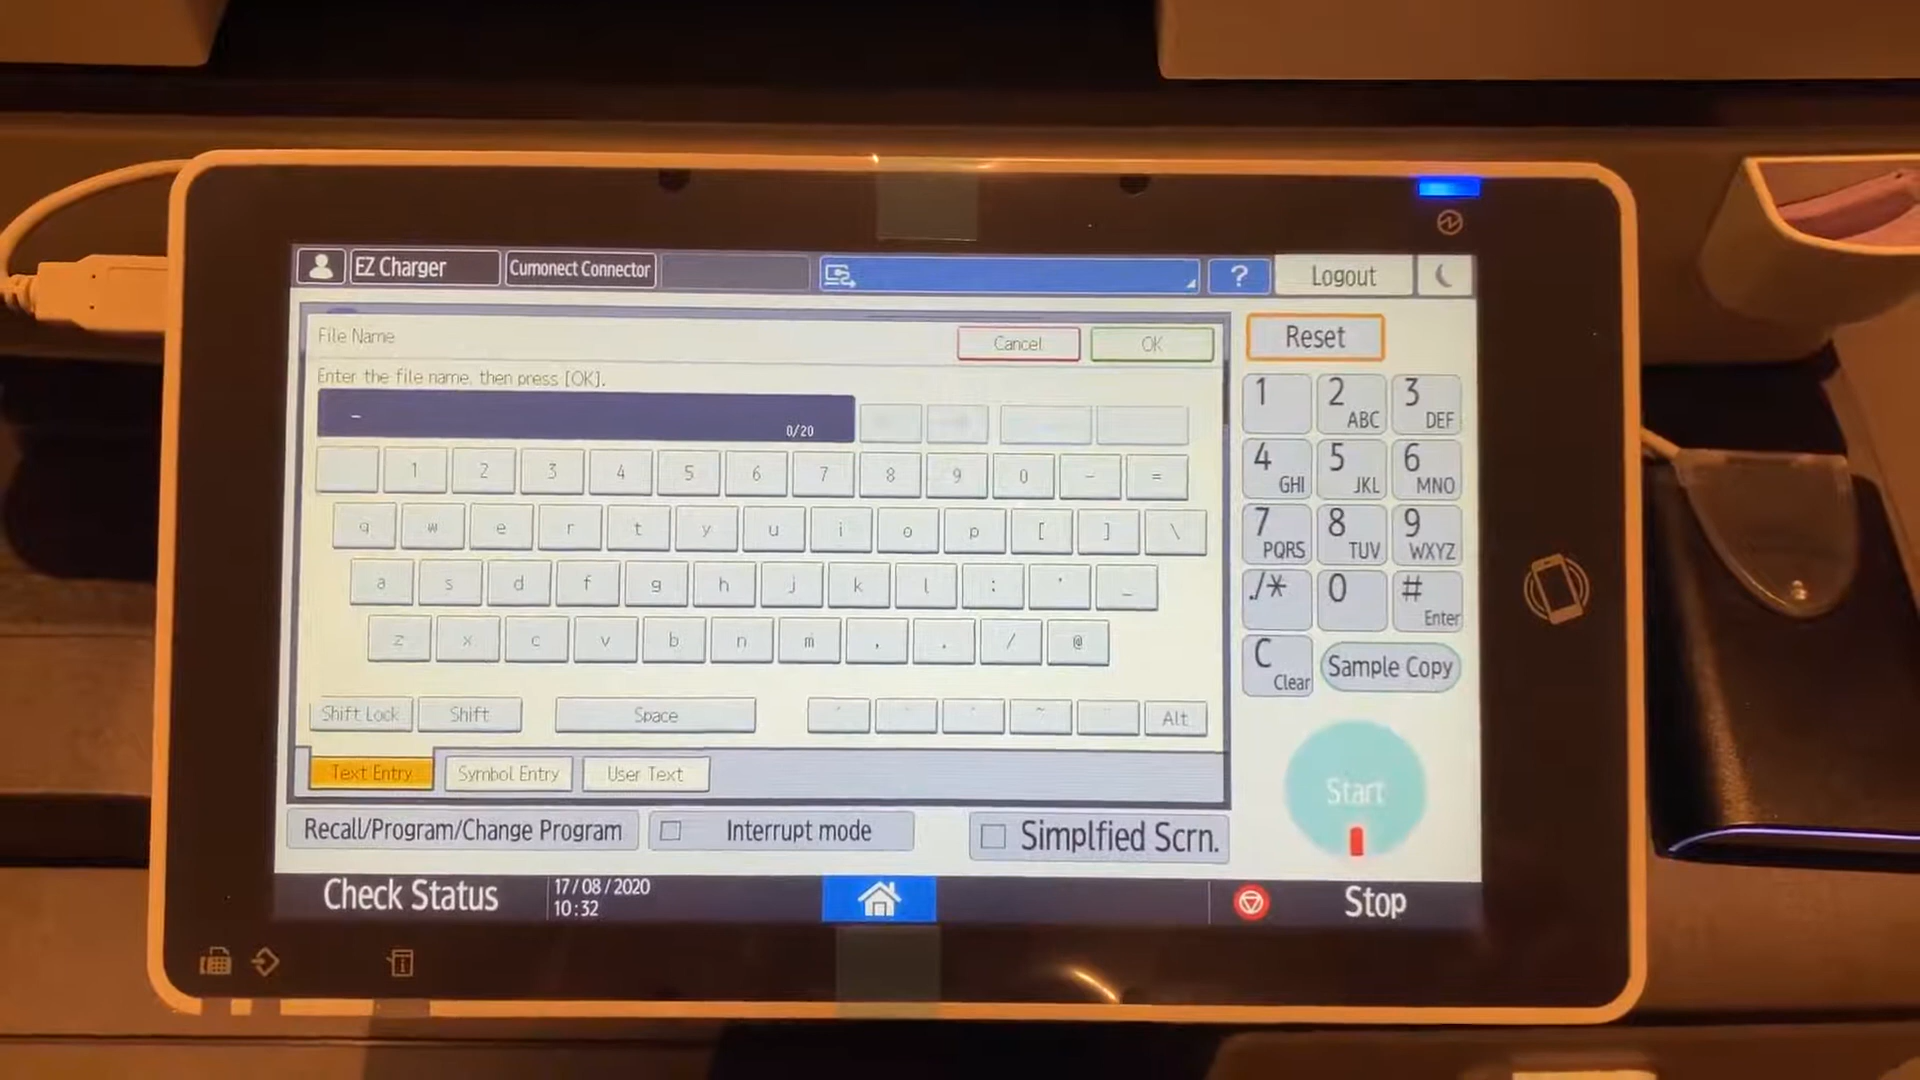 EZ Charger Cumonect Connector ? Logout
File Name Cancel OK Reset
Enter the file name, then press [OK].
_ 0/20
1 2 3 4 5 6 7 8 9 0 - =
q w e r t y u i o p [ ] \
a s d f g h j k l : ' _
z x c v b n m , . / @
Shift Lock Shift Space ´ ` ^ ~ ¨ Alt
Text Entry Symbol Entry User Text
1 2 ABC 3 DEF
4 GHI 5 JKL 6 MNO
7 PQRS 8 TUV 9 WXYZ
./* 0 # Enter
C Clear Sample Copy
Start
Recall/Program/Change Program Interrupt mode Simplfied Scrn.
Check Status 17/08/2020 Stop
10:32